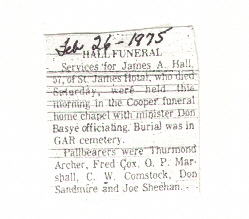 Feb 26-1975
HALL FUNERAL
Services for James A. Hall,
57, of St. James Hotal, who died
Saturday, were held this
morning in the Cooper funeral
home chapel with minister Don
Basye officiating. Burial was in
GAR cemetery.
Pallbearers were Thurmond
Archer, Fred Cox, O. P. Mar-
shall, C. W. Comstock, Don
Sandmire and Joe Sheehan.